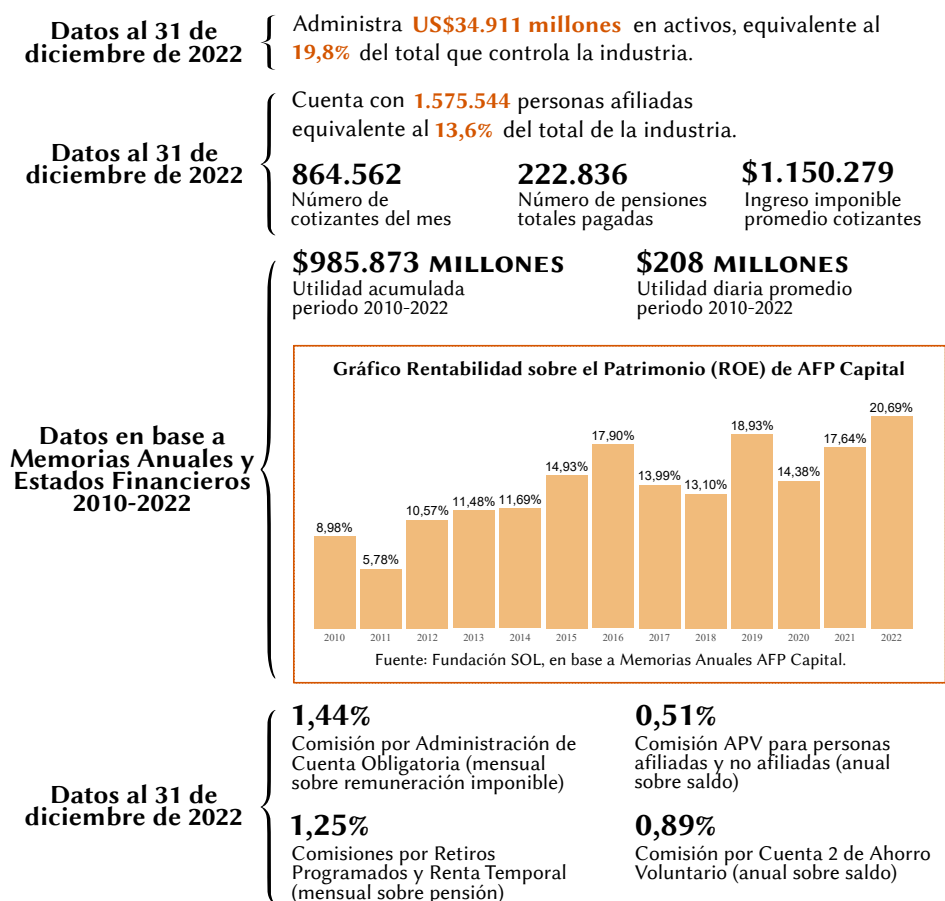 Datos al 31 de
diciembre de 2022
Administra US$34.911 millones en activos, equivalente al
19,8% del total que controla la industria.
Datos al 31 de
diciembre de 2022
Cuenta con 1.575.544 personas afiliadas
equivalente al 13,6% del total de la industria.
864.562
Número de
cotizantes del mes
222.836
Número de pensiones
totales pagadas
$1.150.279
Ingreso imponible
promedio cotizantes
Datos en base a
Memorias Anuales y
Estados Financieros
2010-2022
$985.873 MILLONES
Utilidad acumulada
periodo 2010-2022
$208 MILLONES
Utilidad diaria promedio
periodo 2010-2022
Gráfico Rentabilidad sobre el Patrimonio (ROE) de AFP Capital
8,98%
5,78%
10,57%
11,48%
11,69%
14,93%
17,90%
13,99%
13,10%
18,93%
14,38%
17,64%
20,69%
2010 2011 2012 2013 2014 2015 2016 2017 2018 2019 2020 2021 2022
Fuente: Fundación SOL, en base a Memorias Anuales AFP Capital.
Datos al 31 de
diciembre de 2022
1,44%
Comisión por Administración de
Cuenta Obligatoria (mensual
sobre remuneración imponible)
0,51%
Comisión APV para personas
afiliadas y no afiliadas (anual
sobre saldo)
1,25%
Comisiones por Retiros
Programados y Renta Temporal
(mensual sobre pensión)
0,89%
Comisión por Cuenta 2 de Ahorro
Voluntario (anual sobre saldo)